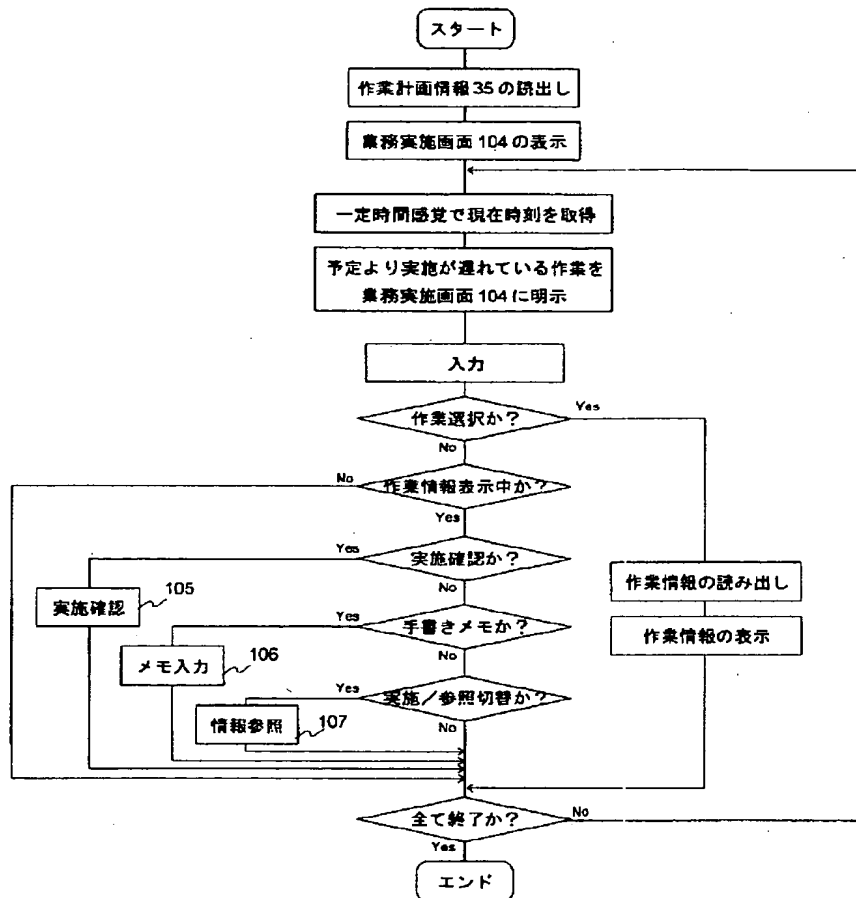 スタート
作業計画情報35の読出し
業務実施画面104の表示
一定時間感覚で現在時刻を取得
予定より実施が遅れている作業を
業務実施画面104に明示
入力
作業選択か？
Yes
No
作業情報表示中か？
No
Yes
実施確認か？
Yes
No
実施確認
105
作業情報の読み出し
手書きメモか？
Yes
No
メモ入力
106
作業情報の表示
実施／参照切替か？
Yes
No
情報参照
107
全て終了か？
No
Yes
エンド